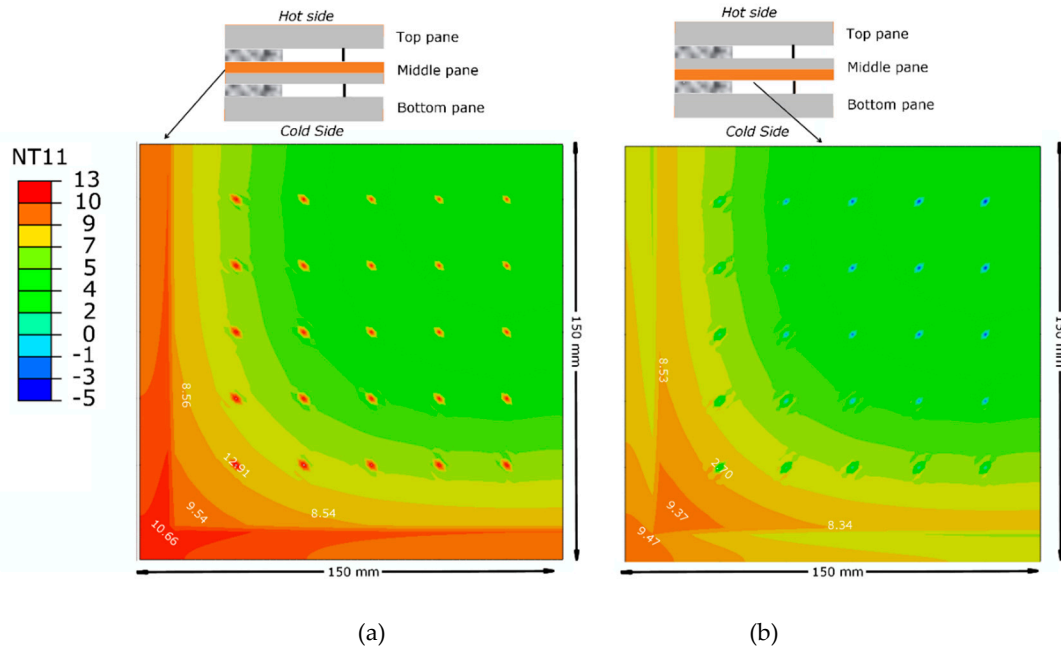 Hot side
Top pane
Middle pane
Bottom pane
Cold Side
Hot side
Top pane
Middle pane
Bottom pane
Cold Side
NT11
13
10
9
7
5
4
2
0
-1
-3
-5
8.56
12.91
9.54
8.54
10.66
150 mm
150 mm
8.53
2.70
9.37
8.34
9.47
150 mm
150 mm
(a)
(b)